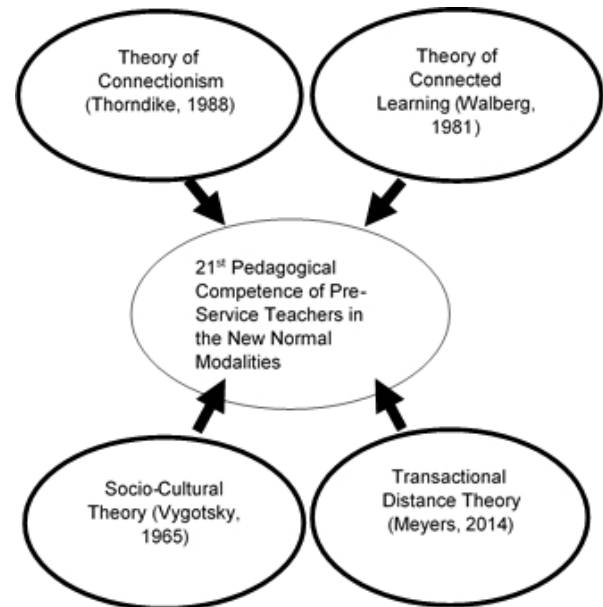 Theory of
Connectionism
(Thorndike, 1988)
Theory of
Connected
Learning (Walberg,
1981)
21st Pedagogical
Competence of Pre-
Service Teachers in
the New Normal
Modalities
Socio-Cultural
Theory (Vygotsky,
1965)
Transactional
Distance Theory
(Meyers, 2014)